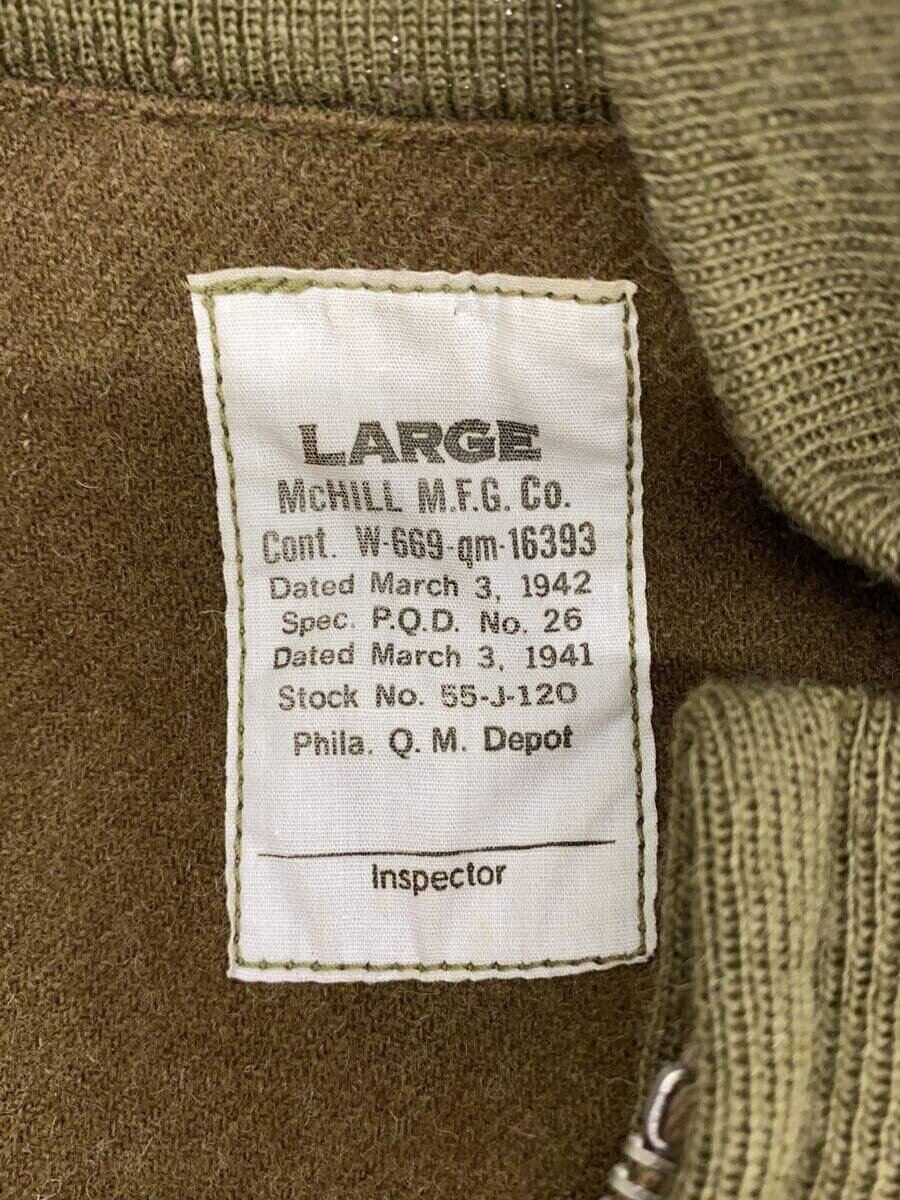 LARGE
McHILL M.F.G. Co.
Cont. W-669-qm-16393
Dated March 3, 1942
Spec. P.Q.D. No. 26
Dated March 3, 1941
Stock No. 55-J-120
Phila. Q. M. Depot
Inspector